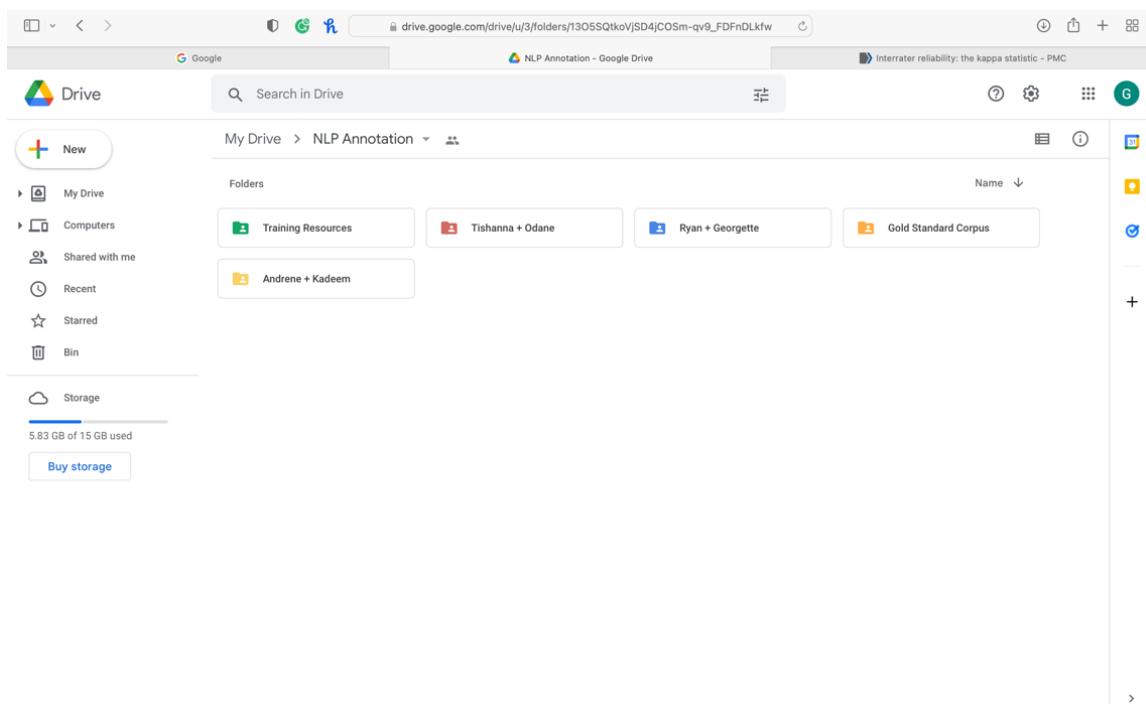 drive.google.com/drive/u/3/folders/13O5SQtkoVjSD4jCOSm-qv9_FDFnDLkfw
Google
NLP Annotation - Google Drive
Interrater reliability: the kappa statistic - PMC
Drive
Search in Drive
G
New
My Drive > NLP Annotation
31
My Drive
Folders
Name
Computers
Training Resources
Tishanna + Odane
Ryan + Georgette
Gold Standard Corpus
Shared with me
Andrene + Kadeem
Recent
Starred
Bin
Storage
5.83 GB of 15 GB used
Buy storage